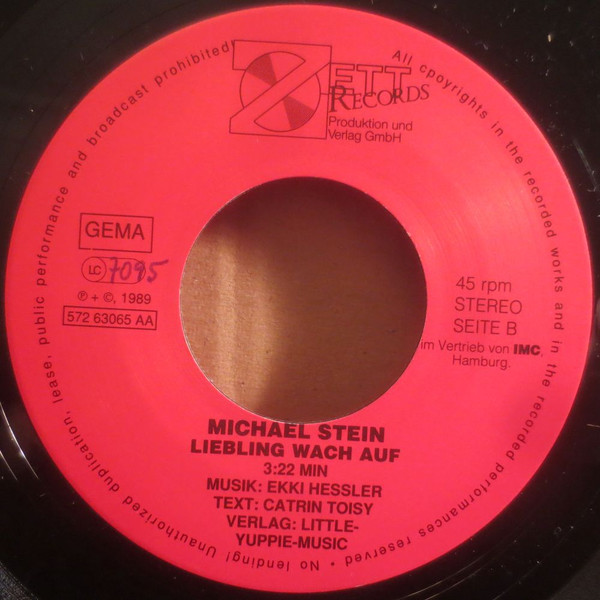 ZETT
RECORDS
Produktion und
Verlag GmbH
GEMA
LC 7095
℗ + ©, 1989
572 63065 AA
45 rpm
STEREO
SEITE B
im Vertrieb von IMC,
Hamburg.
MICHAEL STEIN
LIEBLING WACH AUF
3:22 MIN
MUSIK: EKKI HESSLER
TEXT: CATRIN TOISY
VERLAG: LITTLE-
YUPPIE-MUSIC
All cpoyrights in the recorded works and in the recorded performances reserved • No lending! Unauthorized duplication, lease, public performance and broadcast prohibited!